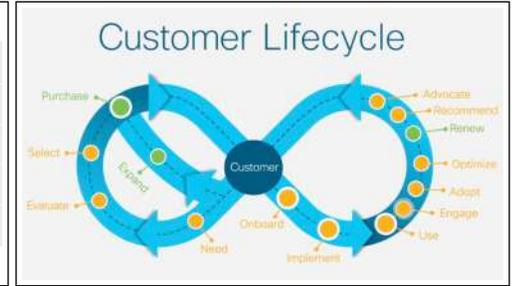 Customer Lifecycle
Purchase
Select
Evaluate
Need
Expand
Customer
Onboard
Implement
Use
Engage
Adopt
Optimize
Renew
Recommend
Advocate